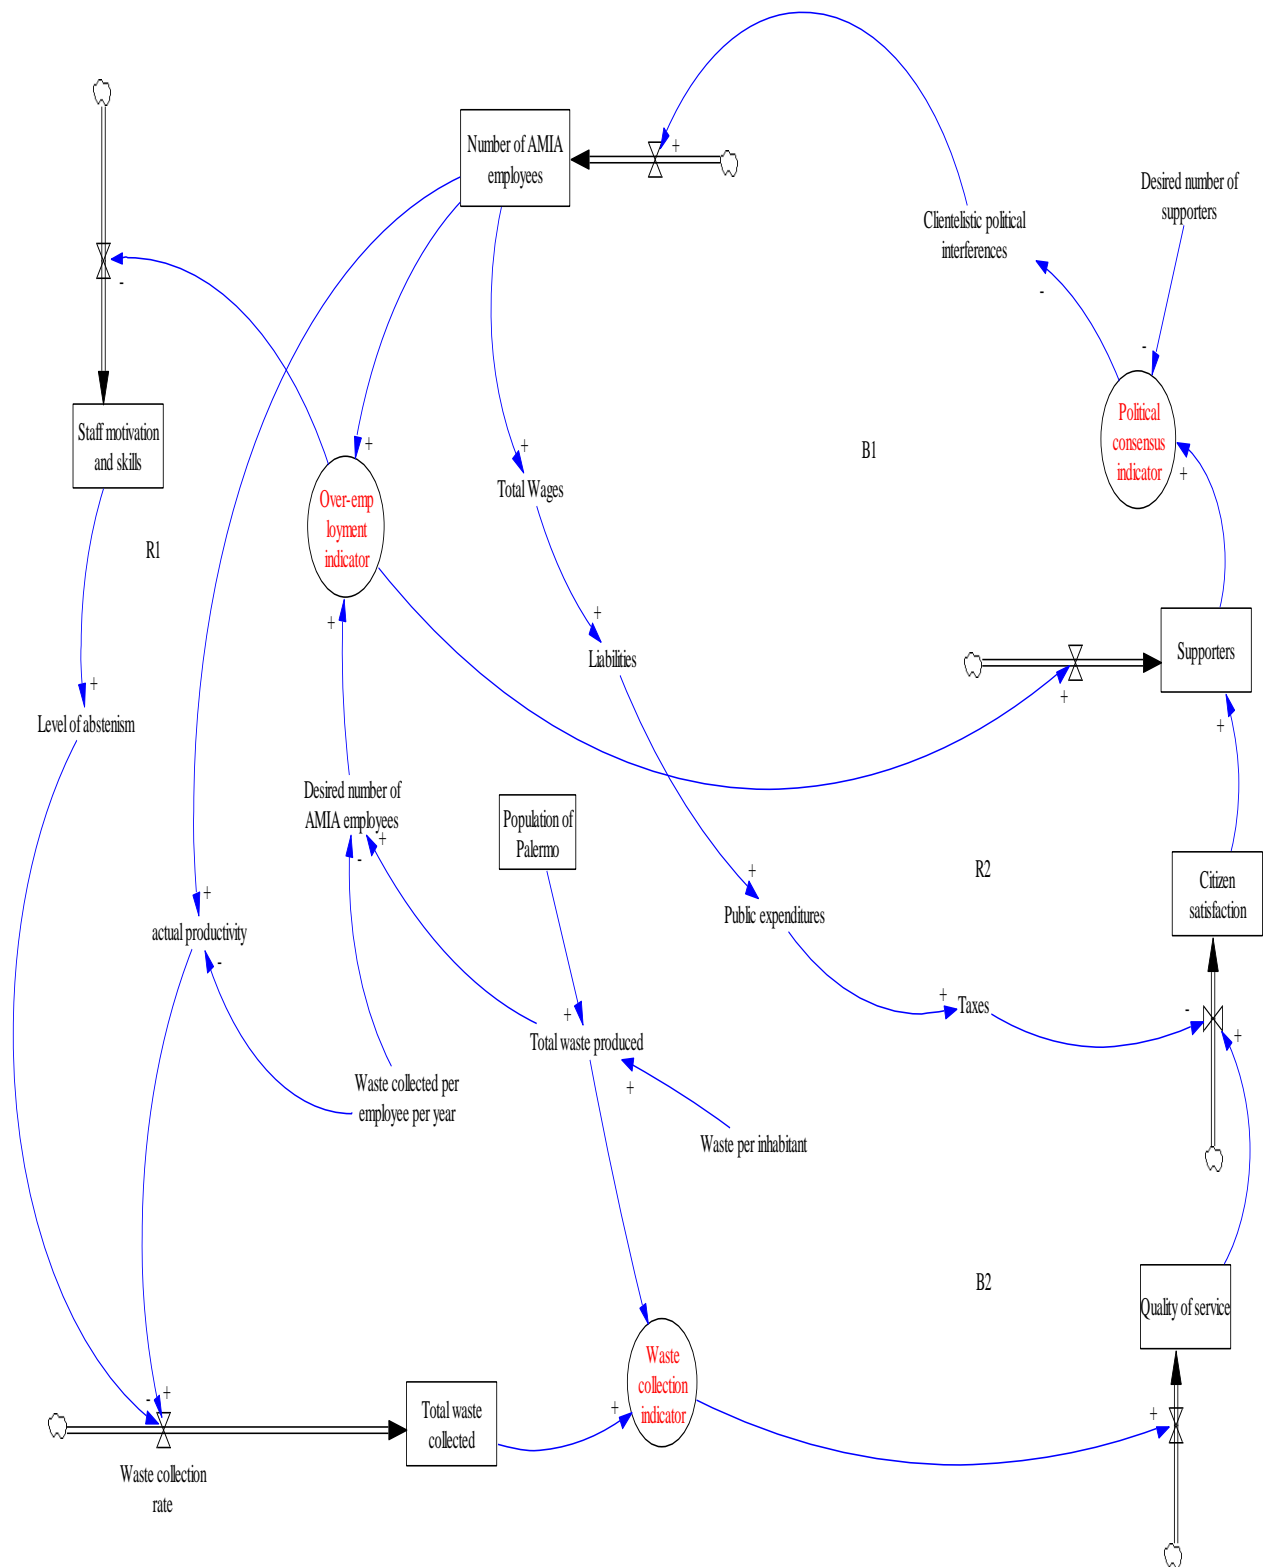 Number of AMIA
employees
+
Desired number of
supporters
Clientelistic political
interferences
-
-
-
Political
consensus
indicator
+
Staff motivation
and skills
+
Over-emp
loyment
indicator
+
+
Total Wages
B1
R1
+
Liabilities
+
Supporters
+
+
Level of abstenism
Desired number of
AMIA employees
+
-
Population of
Palermo
R2
+
Public expenditures
Citizen
satisfaction
+
actual productivity
-
+
Taxes
-
+
+
Total waste produced
+
Waste collected per
employee per year
Waste per inhabitant
B2
Quality of service
Waste
collection
indicator
+
+
-
+
Total waste
collected
Waste collection
rate